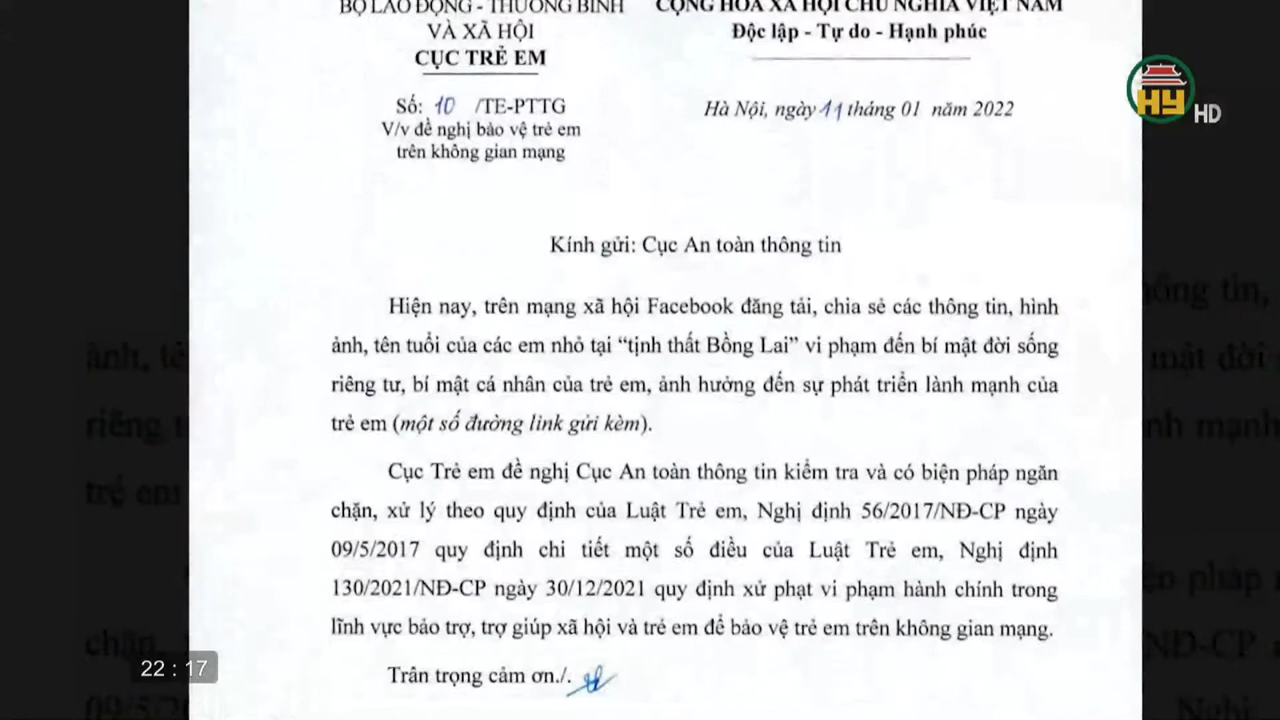 BỘ LAO ĐỘNG - THƯƠNG BINH
VÀ XÃ HỘI
CỤC TRẺ EM
CỘNG HÒA XÃ HỘI CHỦ NGHĨA VIỆT NAM
Độc lập - Tự do - Hạnh phúc
Số: 10 /TE-PTTG
V/v đề nghị bảo vệ trẻ em
trên không gian mạng
Hà Nội, ngày 11 tháng 01 năm 2022
HY HD
Kính gửi: Cục An toàn thông tin
Hiện nay, trên mạng xã hội Facebook đăng tải, chia sẻ các thông tin, hình
ảnh, tên tuổi của các em nhỏ tại “tịnh thất Bồng Lai” vi phạm đến bí mật đời sống
riêng tư, bí mật cá nhân của trẻ em, ảnh hưởng đến sự phát triển lành mạnh của
trẻ em (một số đường link gửi kèm).
Cục Trẻ em đề nghị Cục An toàn thông tin kiểm tra và có biện pháp ngăn
chặn, xử lý theo quy định của Luật Trẻ em, Nghị định 56/2017/NĐ-CP ngày
09/5/2017 quy định chi tiết một số điều của Luật Trẻ em, Nghị định
130/2021/NĐ-CP ngày 30/12/2021 quy định xử phạt vi phạm hành chính trong
lĩnh vực bảo trợ, trợ giúp xã hội và trẻ em để bảo vệ trẻ em trên không gian mạng.
Trân trọng cảm ơn./.
22 : 17